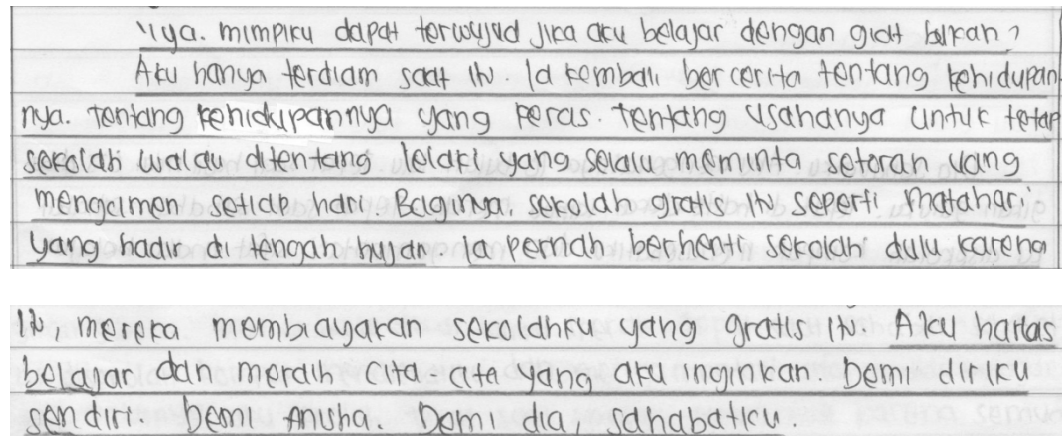 "Iya. mimpiku dapat terwujud jika aku belajar dengan giat bukan?
Aku hanya terdiam saat itu. Ia kembali bercerita tentang kehidupan
nya. Tentang kehidupannya yang keras. Tentang usahanya untuk tetap
sekolah walau ditentang lelaki yang selalu meminta setoran uang
mengamen setiap hari. Baginya, sekolah gratis itu seperti matahari
yang hadir di tengah hujan. ia pernah berhenti sekolah dulu karena
itu, mereka membiayakan sekolahku yang gratis ini. Aku harus
belajar dan meraih cita-cita yang aku inginkan. Demi diriku
sendiri. Demi Amuba. Demi dia, sahabatku.